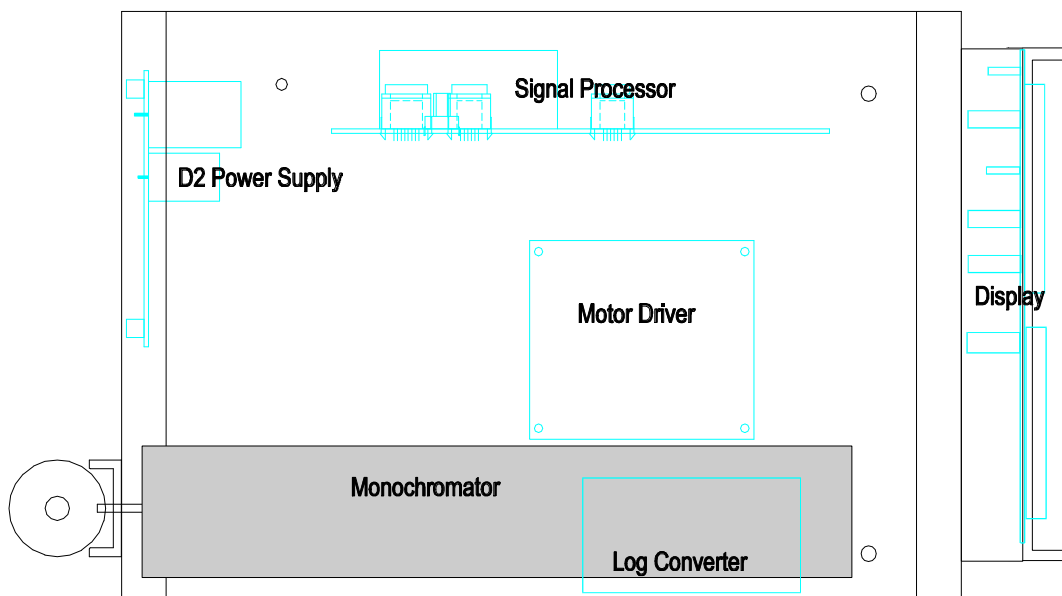 Signal Processor
D2 Power Supply
Display
Motor Driver
Monochromator
Log Converter